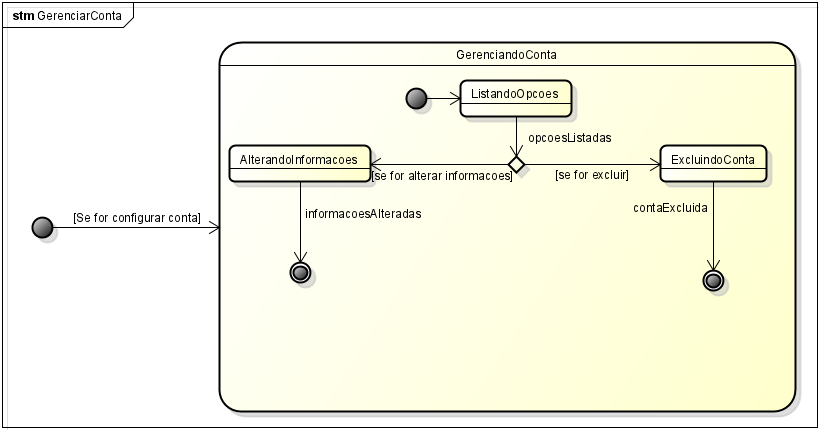 stm GerenciarConta
GerenciandoConta
ListandoOpcoes
opcoesListadas
AlterandoInformacoes
ExcluindoConta
[se for alterar informacoes]
[se for excluir]
[Se for configurar conta]
informacoesAlteradas
contaExcluida